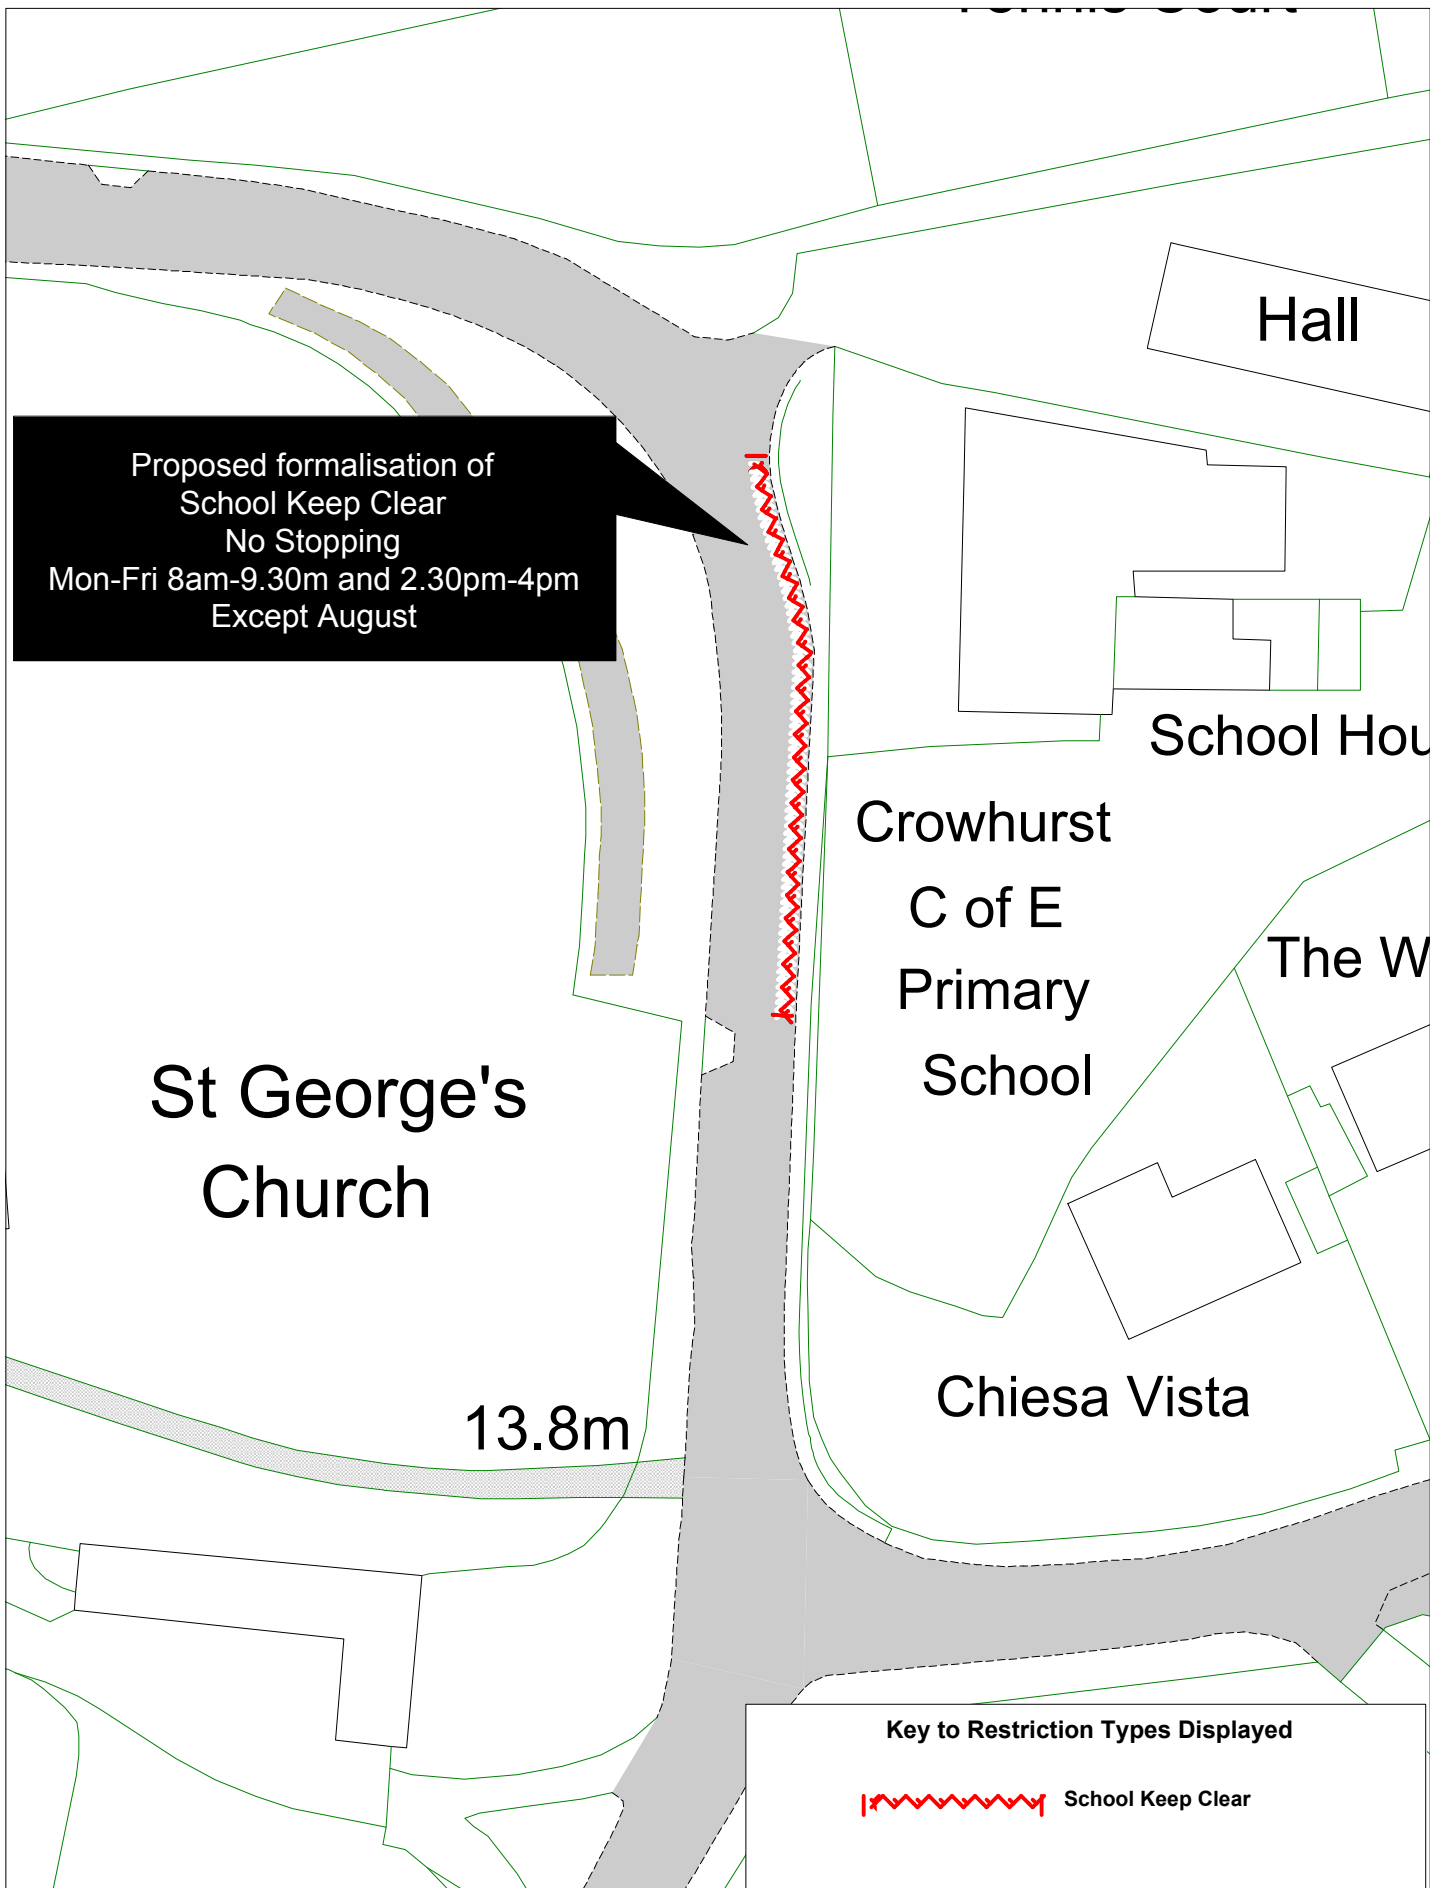 Tennis Court
Hall
Proposed formalisation of
School Keep Clear
No Stopping
Mon-Fri 8am-9.30m and 2.30pm-4pm
Except August
School Hou
Crowhurst
C of E
Primary
School
The W
St George's
Church
Chiesa Vista
13.8m
Key to Restriction Types Displayed
School Keep Clear